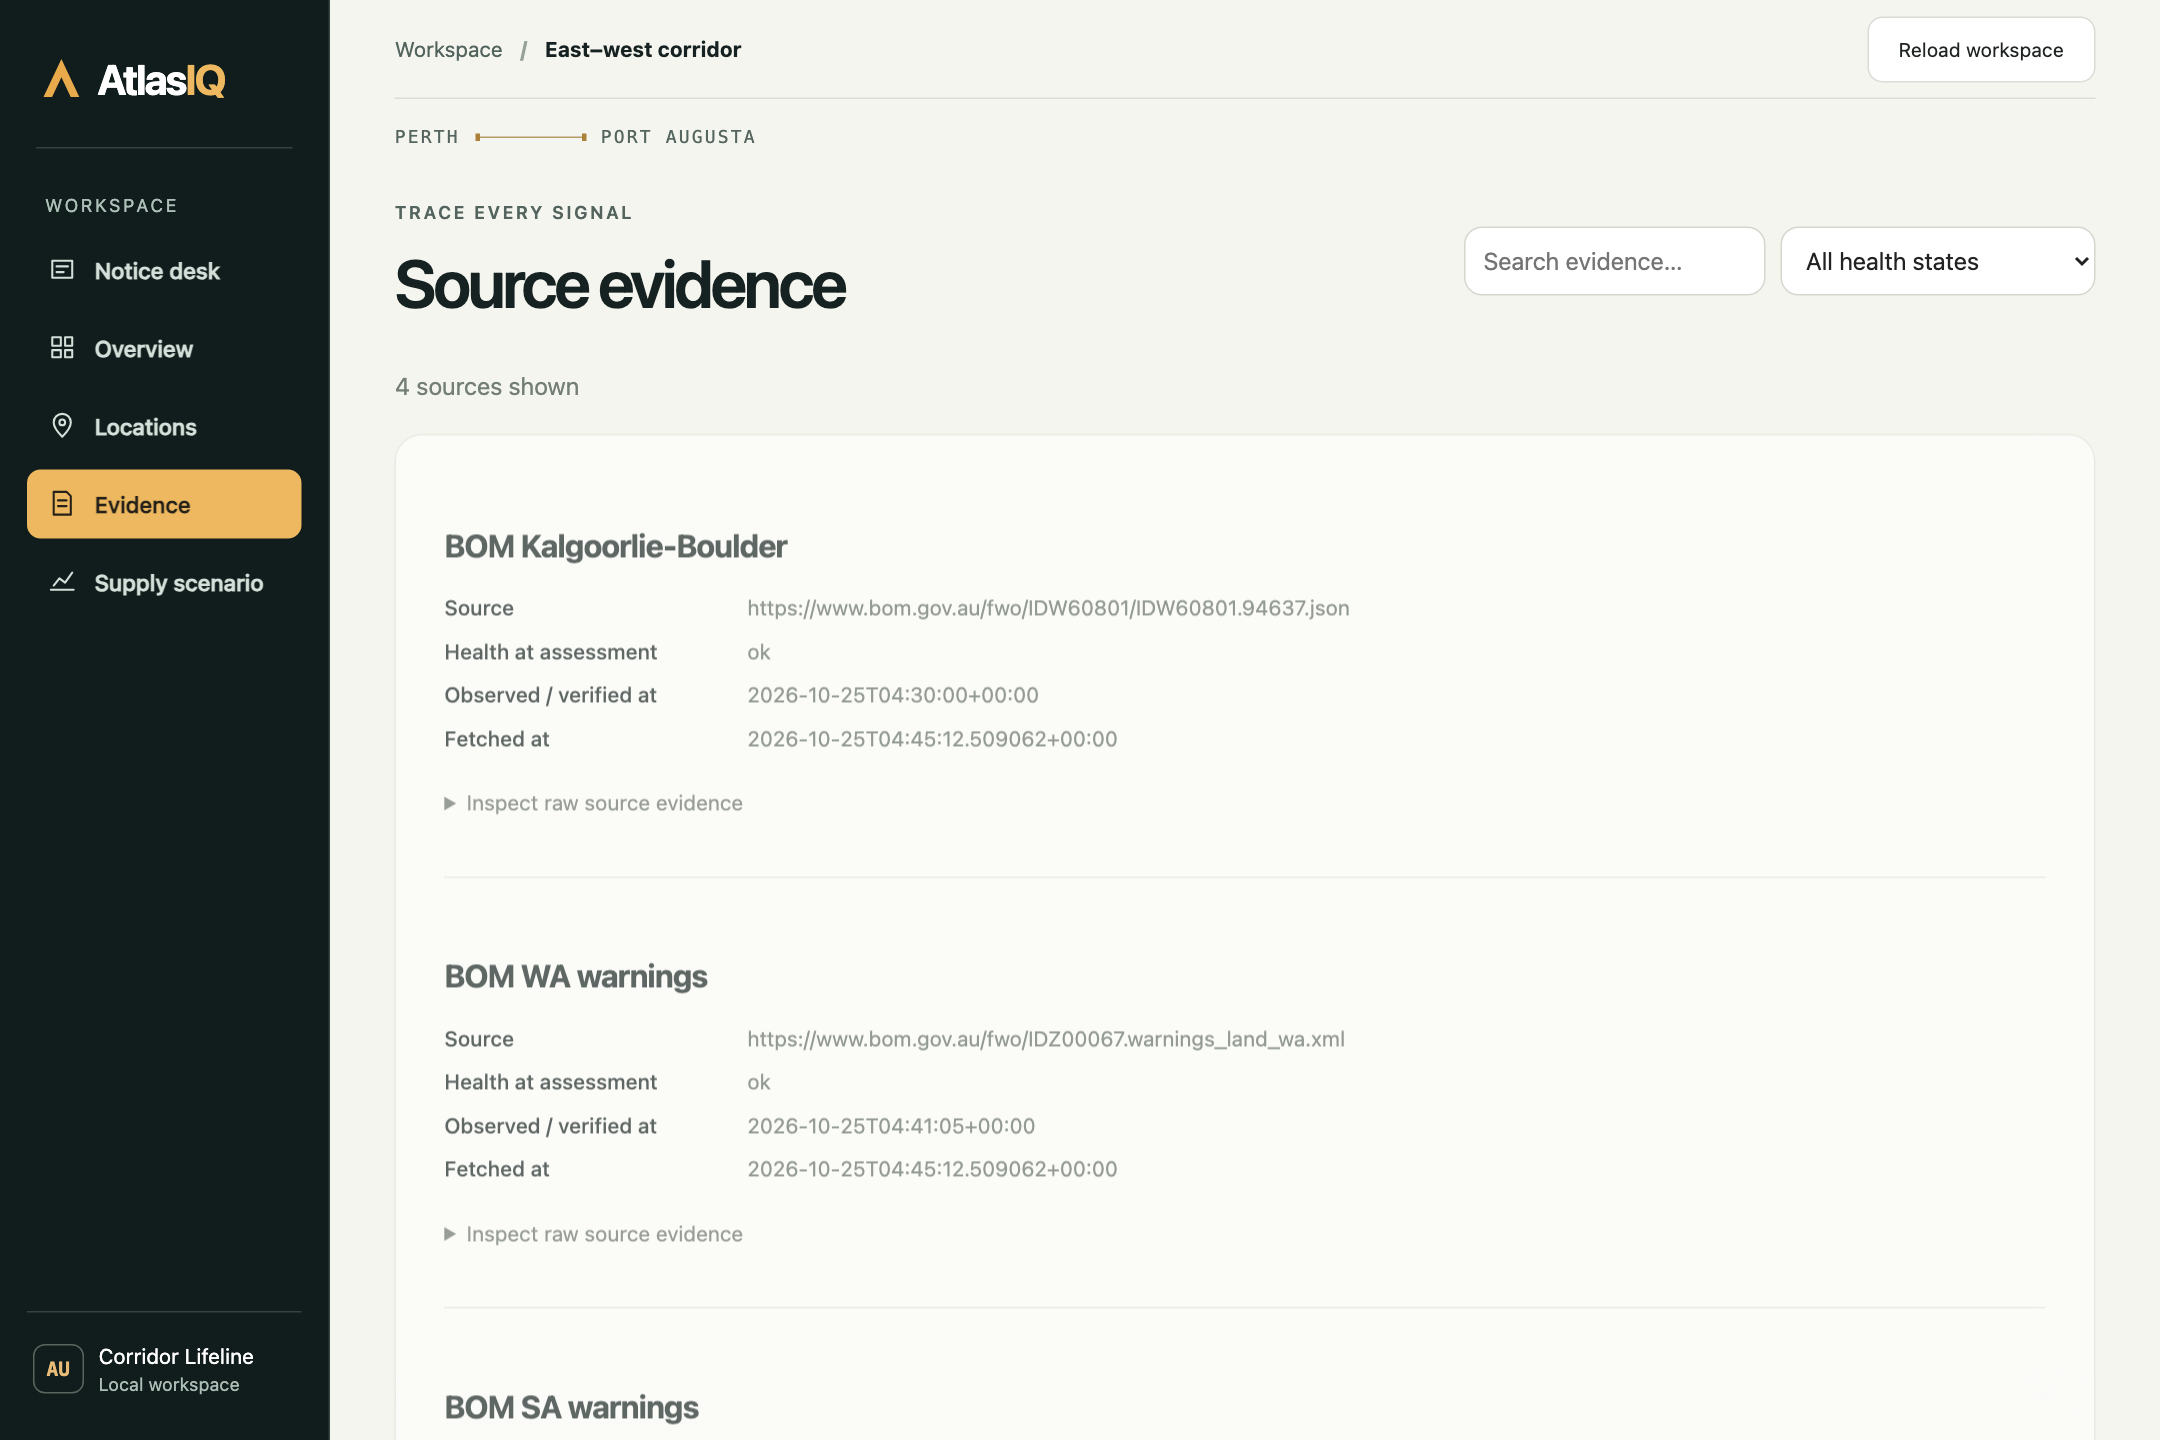 AtlasIQ
WORKSPACE
Notice desk
Overview
Locations
Evidence
Supply scenario
AU
Corridor Lifeline
Local workspace
Workspace / East–west corridor
Reload workspace
PERTH PORT AUGUSTA
TRACE EVERY SIGNAL
Source evidence
Search evidence...
All health states
4 sources shown
BOM Kalgoorlie-Boulder
Source https://www.bom.gov.au/fwo/IDW60801/IDW60801.94637.json
Health at assessment ok
Observed / verified at 2026-10-25T04:30:00+00:00
Fetched at 2026-10-25T04:45:12.509062+00:00
Inspect raw source evidence
BOM WA warnings
Source https://www.bom.gov.au/fwo/IDZ00067.warnings_land_wa.xml
Health at assessment ok
Observed / verified at 2026-10-25T04:41:05+00:00
Fetched at 2026-10-25T04:45:12.509062+00:00
Inspect raw source evidence
BOM SA warnings